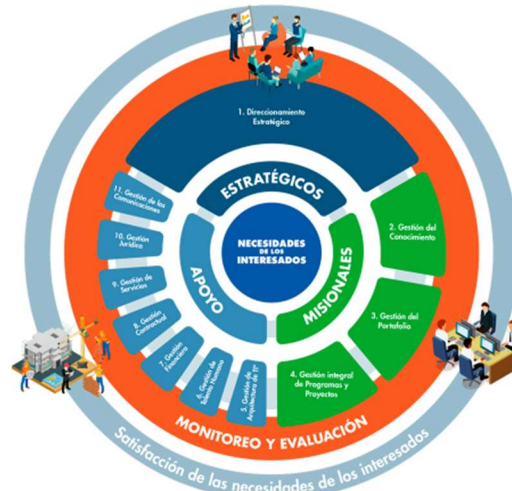 1. Direccionamiento
Estratégico
ESTRATÉGICOS
NECESIDADES
DE LOS
INTERESADOS
MISIONALES
APOYO
2. Gestión del
Conocimiento
3. Gestión del
Portafolio
4. Gestión integral
de Programas y
Proyectos
5. Gestión de
Arquitectura de TI*
6. Gestión de
Talento Humano
7. Gestión
Financiera
8. Gestión
Contractual
9. Gestión de
Servicios
10. Gestión
Jurídica
11. Gestión de las
Comunicaciones
MONITOREO Y EVALUACIÓN
Satisfacción de las necesidades de los interesados